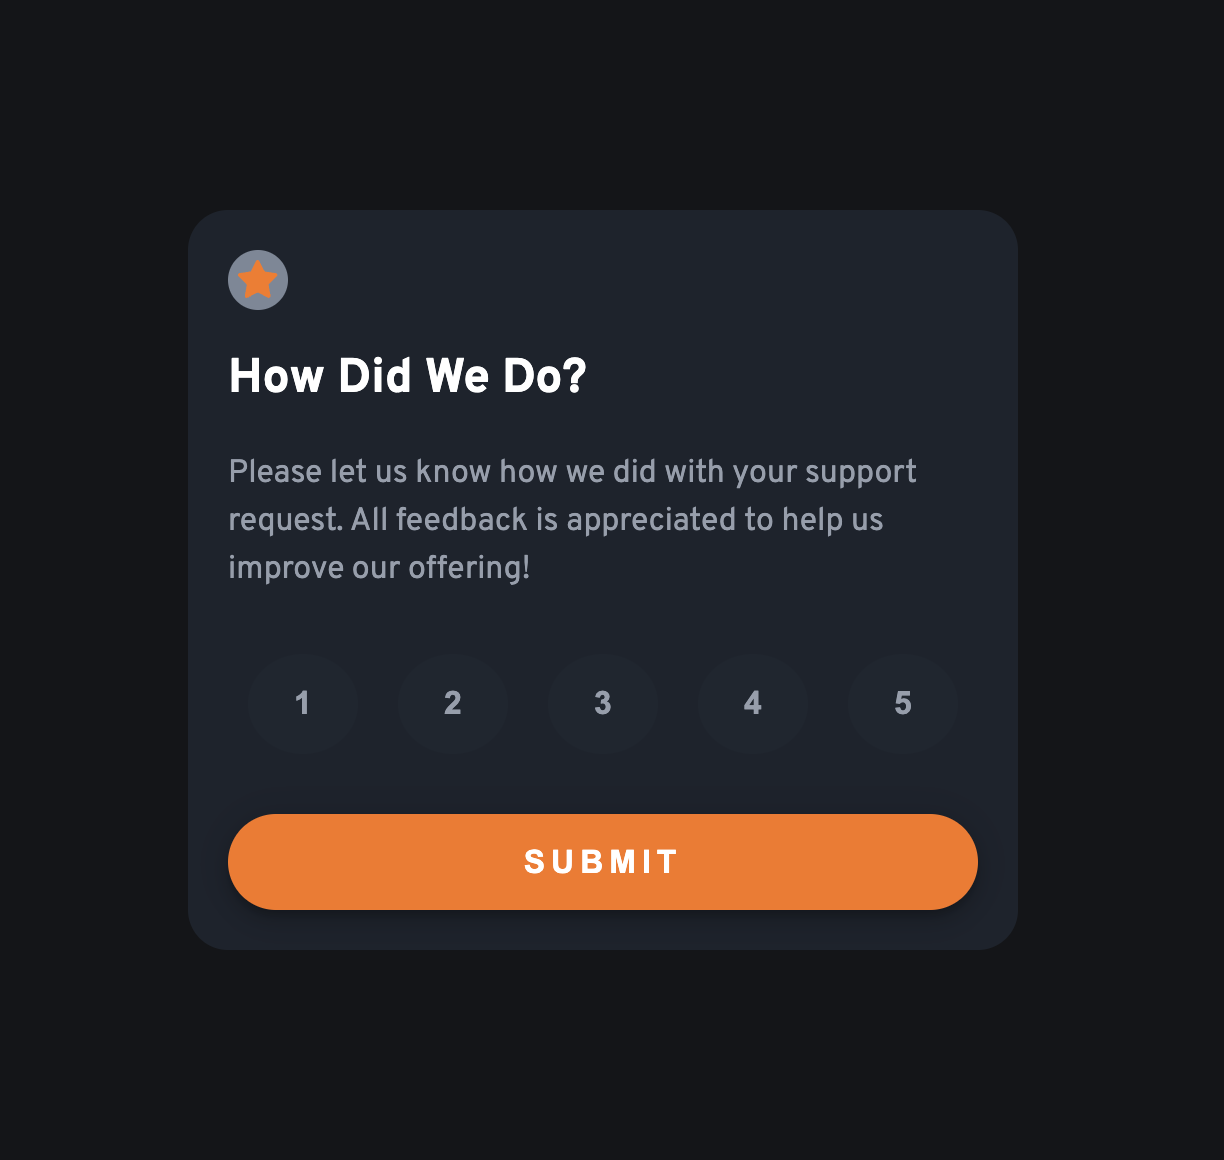 How Did We Do?
Please let us know how we did with your support
request. All feedback is appreciated to help us
improve our offering!
1 2 3 4 5
SUBMIT